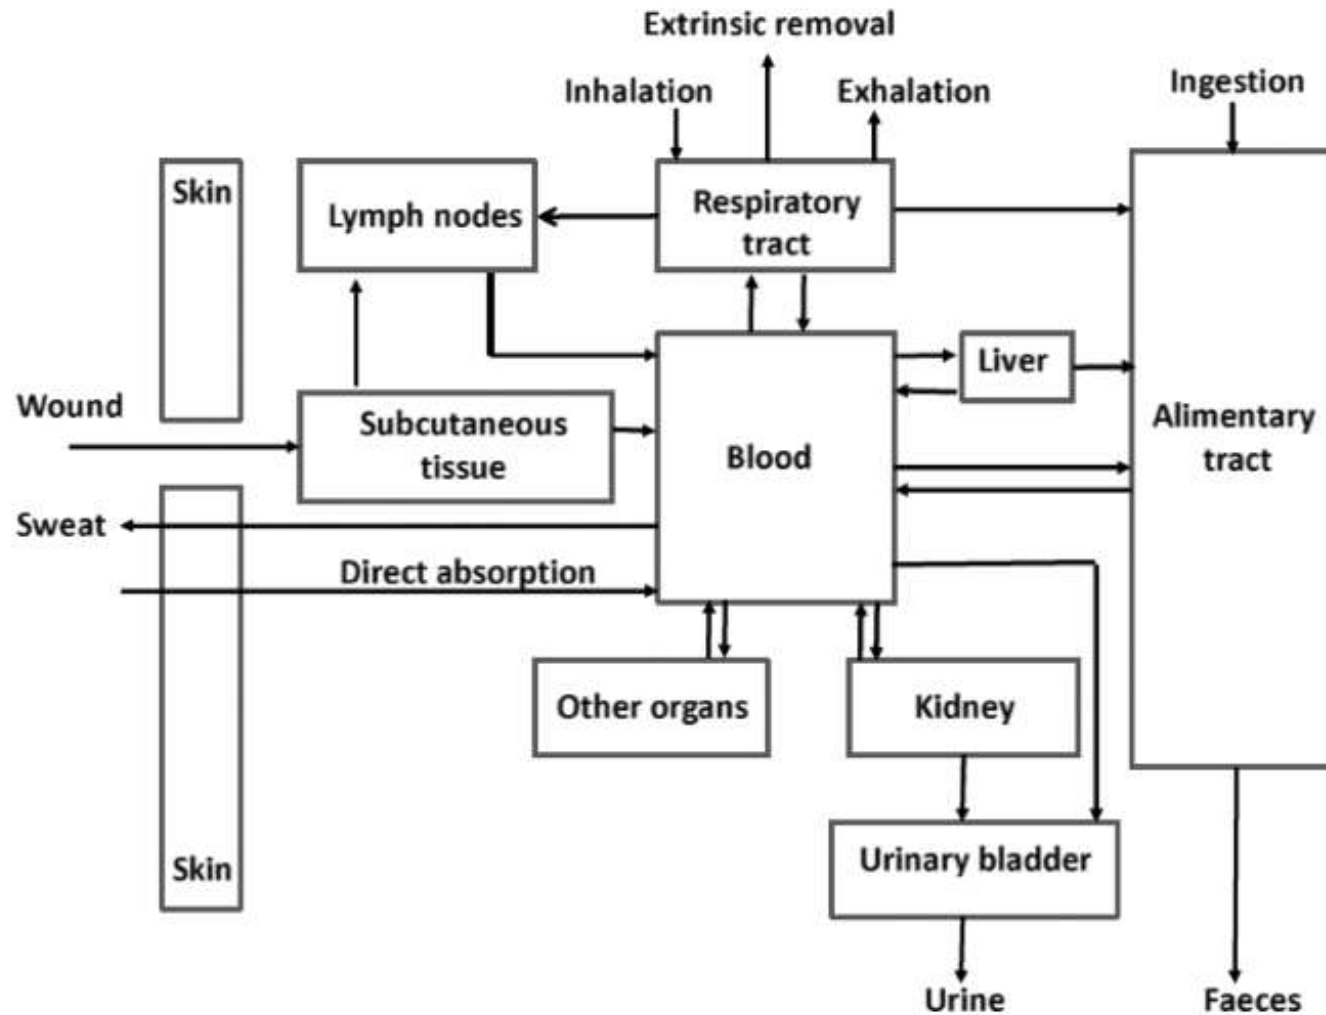 Extrinsic removal
Inhalation
Exhalation
Ingestion
Skin
Lymph nodes
Respiratory
tract
Liver
Wound
Subcutaneous
tissue
Blood
Alimentary
tract
Sweat
Direct absorption
Other organs
Kidney
Skin
Urinary bladder
Urine
Faeces